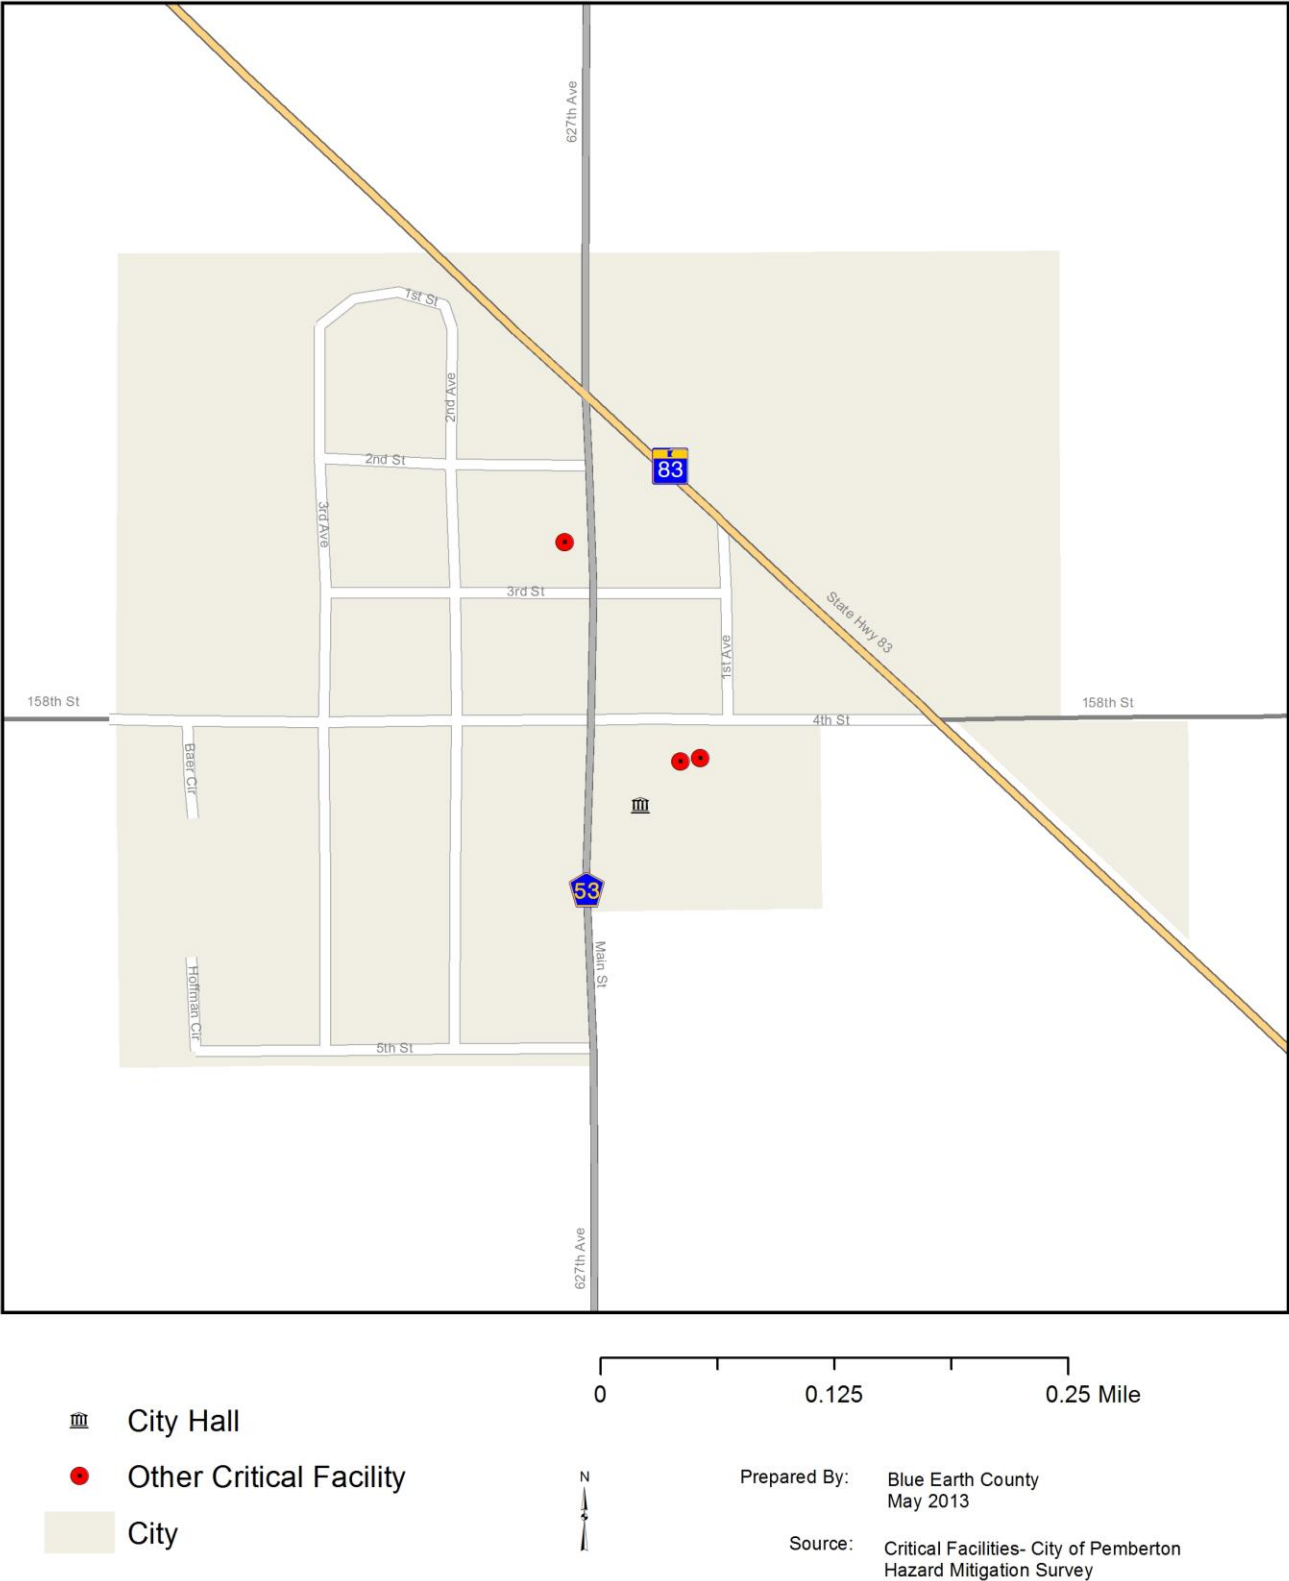 627th Ave
1st St
2nd Ave
2nd St
83
3rd Ave
3rd St
State Hwy 83
1st Ave
158th St
158th St
4th St
Baer Cir
53
Main St
Hoffman Cir
5th St
627th Ave
0 0.125 0.25 Mile
City Hall
Other Critical Facility
City
N
Prepared By: Blue Earth County
May 2013
Source: Critical Facilities- City of Pemberton
Hazard Mitigation Survey